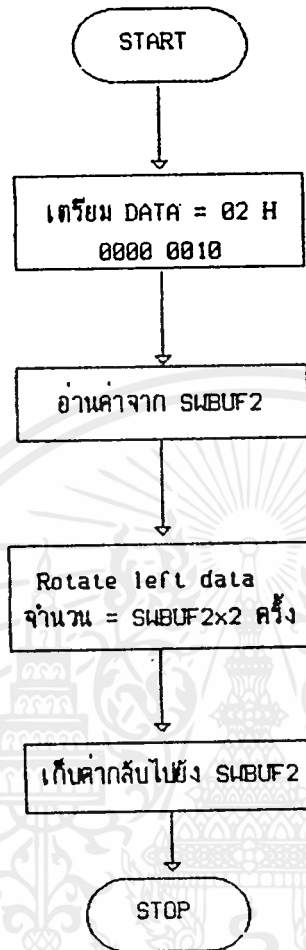 START
เตรียม DATA = 02 H
0000 0010
อ่านค่าจาก SWBUF2
Rotate left data
จำนวน = SWBUF2x2 ครั้ง
เก็บค่ากลับไปยัง SWBUF2
STOP